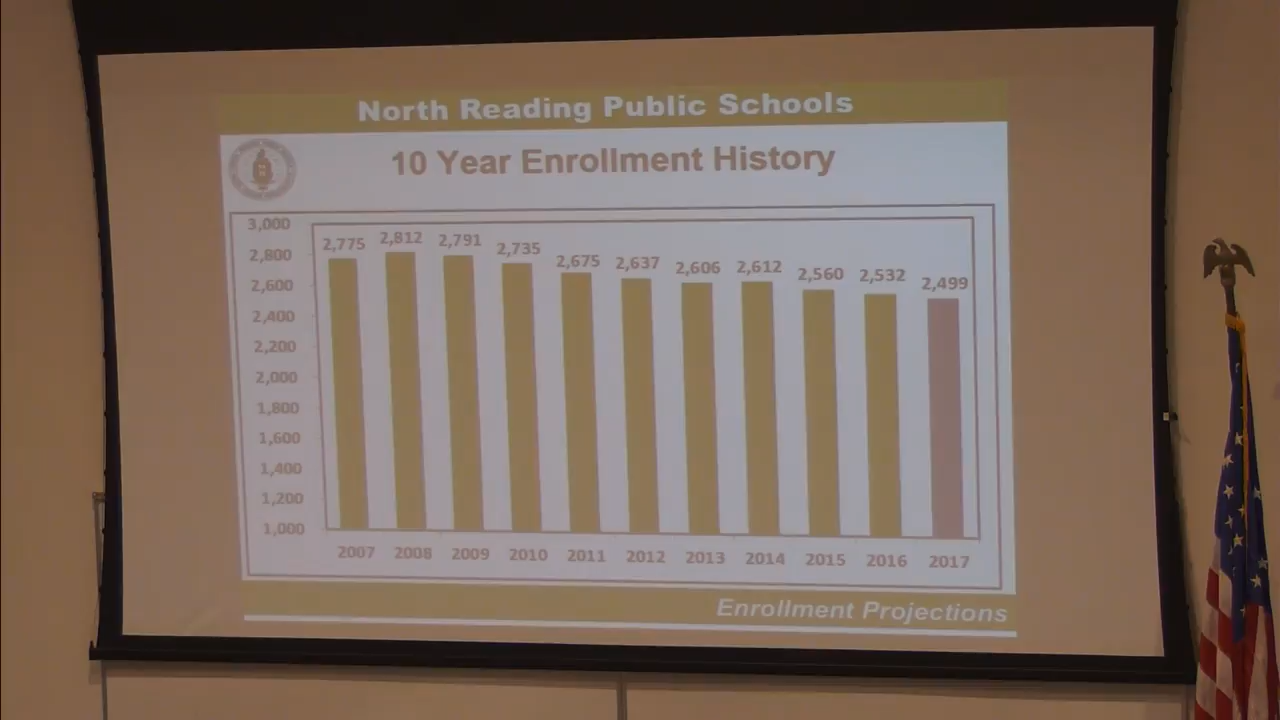 North Reading Public Schools
10 Year Enrollment History
3,000
2,800
2,600
2,400
2,200
2,000
1,800
1,600
1,400
1,200
1,000
2,775 2,812 2,791 2,735 2,675 2,637 2,606 2,612 2,560 2,532 2,499
2007 2008 2009 2010 2011 2012 2013 2014 2015 2016 2017
Enrollment Projections